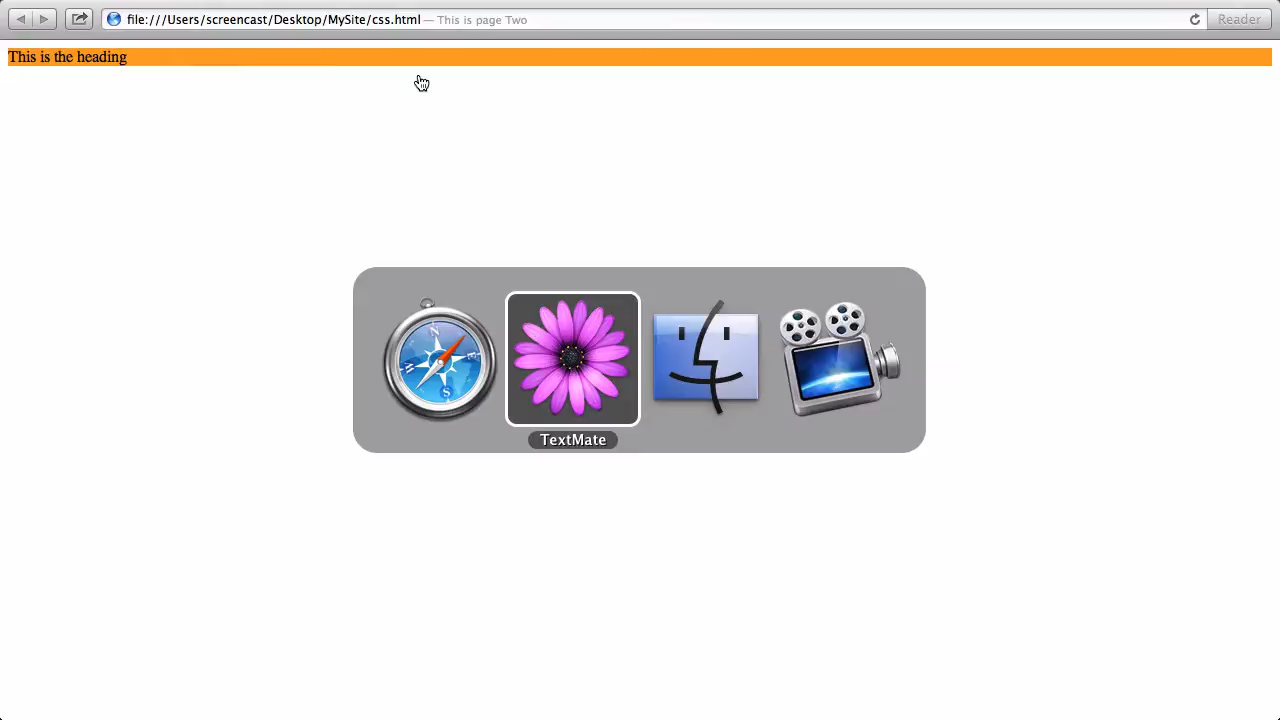 file:///Users/screencast/Desktop/MySite/css.html — This is page Two
Reader
This is the heading
N
E
S
W
TextMate